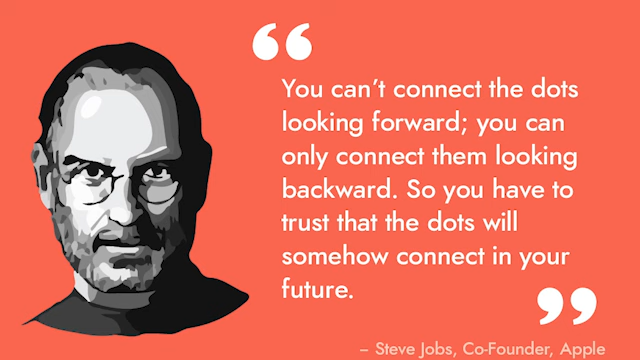 “
You can’t connect the dots
looking forward; you can
only connect them looking
backward. So you have to
trust that the dots will
somehow connect in your
future.
”
– Steve Jobs, Co-Founder, Apple